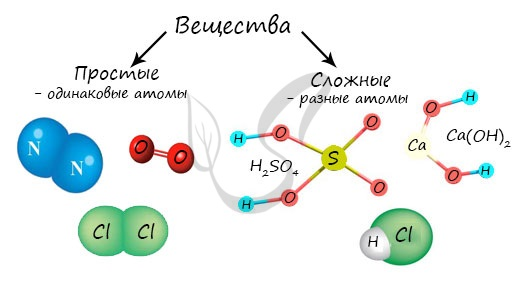 Вещества
Простые
- одинаковые атомы
Сложные
- разные атомы
N
N
O
O
Cl
Cl
H
O
O
H₂SO₄
S
H
O
O
O
H
Ca
Ca(OH)₂
O
H
H
Cl